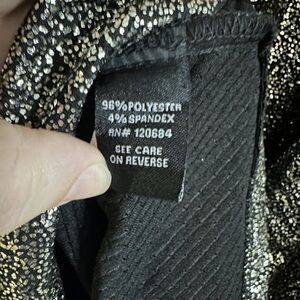 96% POLYESTER
4% SPANDEX
RN# 120684
SEE CARE
ON REVERSE